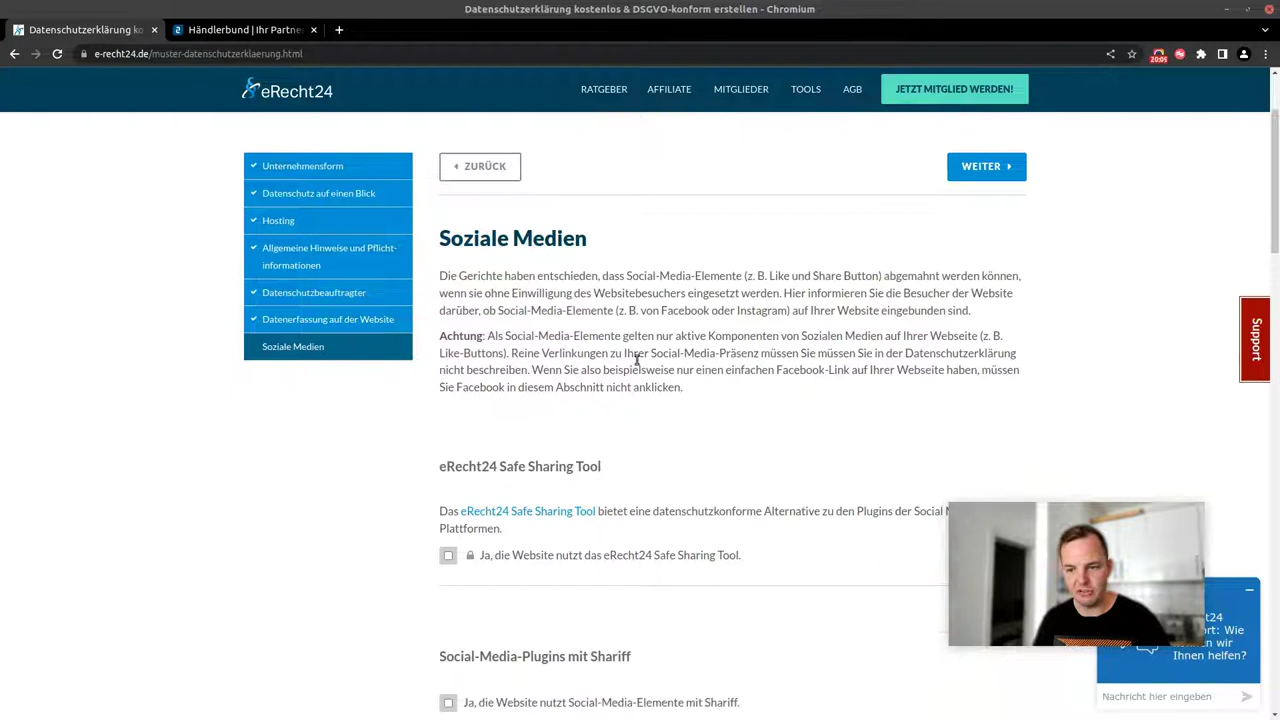 Datenschutzerklärung kostenlos & DSGVO-konform erstellen - Chromium
Datenschutzerklärung ko
Händlerbund | Ihr Partne
e-recht24.de/muster-datenschutzklaerung.html
20:05
eRecht24
RATGEBER
AFFILIATE
MITGLIEDER
TOOLS
AGB
JETZT MITGLIED WERDEN!
Unternehmensform
Datenschutz auf einen Blick
Hosting
Allgemeine Hinweise und Pflicht-
informationen
Datenschutzbeauftragter
Datenerfassung auf der Website
Soziale Medien
ZURÜCK
WEITER
Soziale Medien
Die Gerichte haben entschieden, dass Social-Media-Elemente (z. B. Like und Share Button) abgemahnt werden können,
wenn sie ohne Einwilligung des Websitebesuchers eingesetzt werden. Hier informieren Sie die Besucher der Website
darüber, ob Social-Media-Elemente (z. B. von Facebook oder Instagram) auf Ihrer Website eingebunden sind.
Achtung: Als Social-Media-Elemente gelten nur aktive Komponenten von Sozialen Medien auf Ihrer Webseite (z. B.
Like-Buttons). Reine Verlinkungen zu Ihrer Social-Media-Präsenz müssen Sie müssen Sie in der Datenschutzerklärung
nicht beschreiben. Wenn Sie also beispielsweise nur einen einfachen Facebook-Link auf Ihrer Webseite haben, müssen
Sie Facebook in diesem Abschnitt nicht anklicken.
eRecht24 Safe Sharing Tool
Das eRecht24 Safe Sharing Tool bietet eine datenschutzkonforme Alternative zu den Plugins der Social M
Plattformen.
Ja, die Website nutzt das eRecht24 Safe Sharing Tool.
Social-Media-Plugins mit Shariff
Ja, die Website nutzt Social-Media-Elemente mit Shariff.
Support
ht24
ort: Wie
nen wir
Ihnen helfen?
Nachricht hier eingeben